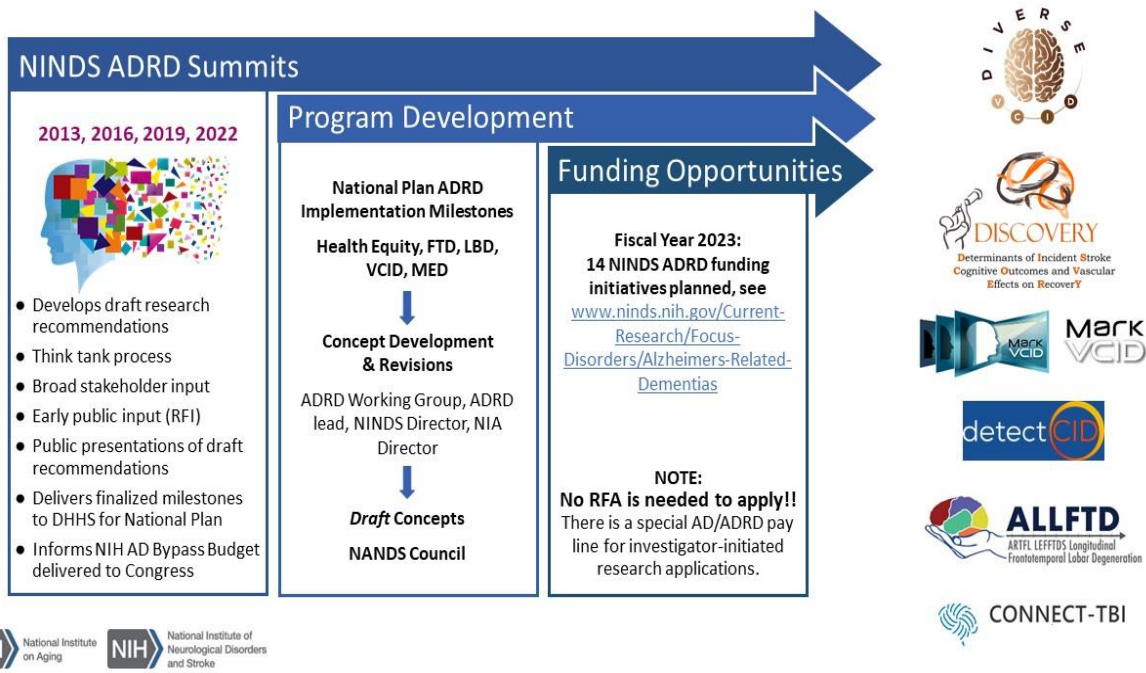 NINDS ADRD Summits
2013, 2016, 2019, 2022
● Develops draft research
recommendations
● Think tank process
● Broad stakeholder input
● Early public input (RFI)
● Public presentations of draft
recommendations
● Delivers finalized milestones
to DHHS for National Plan
● Informs NIH AD Bypass Budget
delivered to Congress
Program Development
National Plan ADRD
Implementation Milestones
Health Equity, FTD, LBD,
VCID, MED
Concept Development
& Revisions
ADRD Working Group, ADRD
lead, NINDS Director, NIA
Director
Draft Concepts
NANDS Council
Funding Opportunities
Fiscal Year 2023:
14 NINDS ADRD funding
initiatives planned, see
www.ninds.nih.gov/Current-
Research/Focus-
Disorders/Alzheimers-Related-
Dementias
NOTE:
No RFA is needed to apply!!
There is a special AD/ADRD pay
line for investigator-initiated
research applications.
DIVERSE
VCID
DISCOVERY
Determinants of Incident Stroke
Cognitive Outcomes and Vascular
Effects on RecoverY
Mark
VCID
Mark
VCID
detectCID
ALLFTD
ARTFL LEFFTDS Longitudinal
Frontotemporal Lobar Degeneration
CONNECT-TBI
National Institute
on Aging
NIH
National Institute of
Neurological Disorders
and Stroke